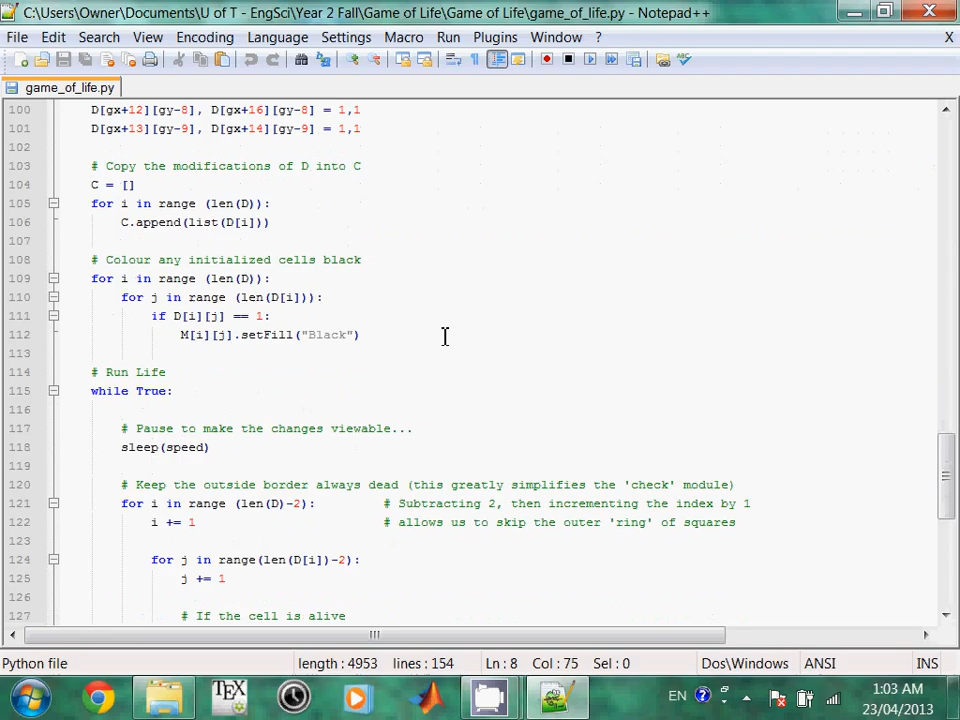 C:\Users\Owner\Documents\U of T - EngSci\Year 2 Fall\Game of Life\Game of Life\game_of_life.py - Notepad++
File Edit Search View Encoding Language Settings Macro Run Plugins Window ? X
game_of_life.py
100 D[gx+12][gy-8], D[gx+16][gy-8] = 1,1
101 D[gx+13][gy-9], D[gx+14][gy-9] = 1,1
102
103 # Copy the modifications of D into C
104 C = []
105 for i in range (len(D)):
106 C.append(list(D[i]))
107
108 # Colour any initialized cells black
109 for i in range (len(D)):
110 for j in range (len(D[i])):
111 if D[i][j] == 1:
112 M[i][j].setFill("Black")
113
114 # Run Life
115 while True:
116
117 # Pause to make the changes viewable...
118 sleep(speed)
119
120 # Keep the outside border always dead (this greatly simplifies the 'check' module)
121 for i in range (len(D)-2): # Subtracting 2, then incrementing the index by 1
122 i += 1 # allows us to skip the outer 'ring' of squares
123
124 for j in range(len(D[i])-2):
125 j += 1
126
127 # If the cell is alive
Python file length : 4953 lines : 154 Ln : 8 Col : 75 Sel : 0 Dos\Windows ANSI INS
TEX EN 1:03 AM
23/04/2013